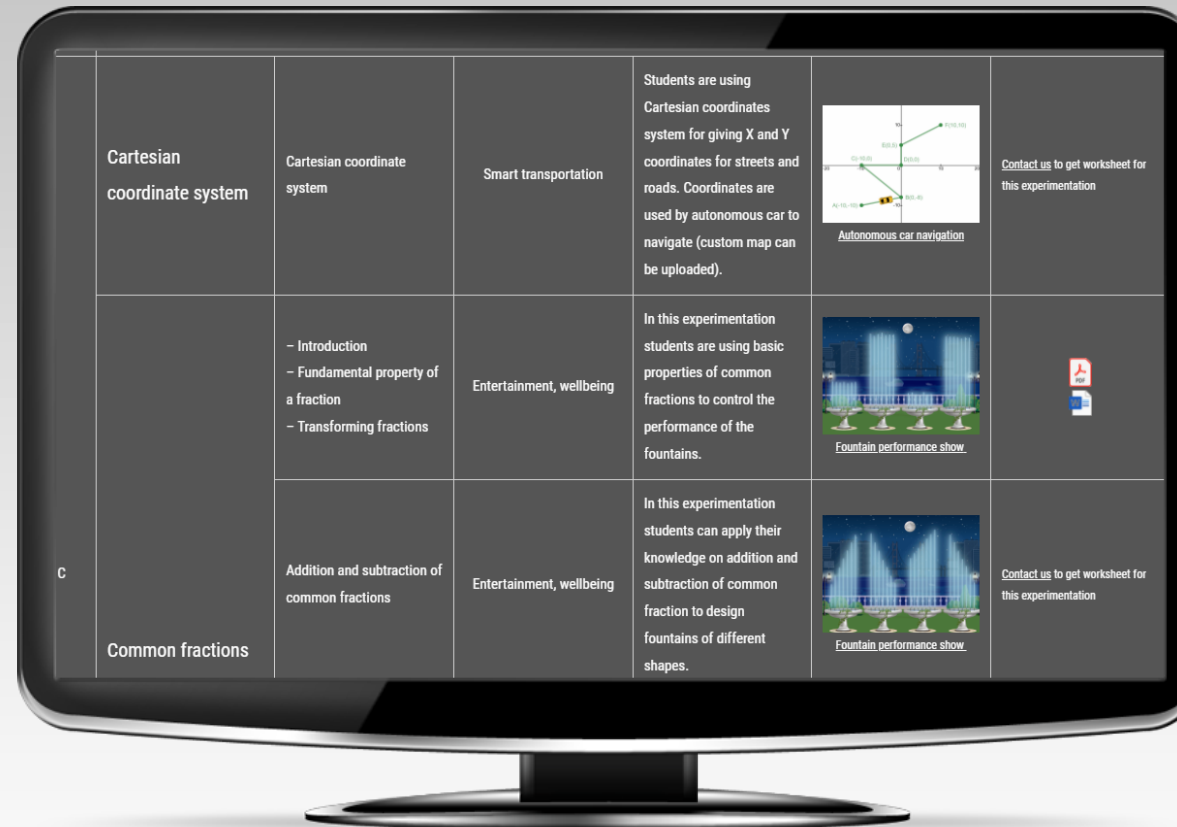 Cartesian
coordinate system
Cartesian coordinate
system
Smart transportation
Students are using
Cartesian coordinates
system for giving X and Y
coordinates for streets and
roads. Coordinates are
used by autonomous car to
navigate (custom map can
be uploaded).
Autonomous car navigation
Contact us to get worksheet for
this experimentation
– Introduction
– Fundamental property of
a fraction
– Transforming fractions
Entertainment, wellbeing
In this experimentation
students are using basic
properties of common
fractions to control the
performance of the
fountains.
Fountain performance show
PDF
C
Common fractions
Addition and subtraction of
common fractions
Entertainment, wellbeing
In this experimentation
students can apply their
knowledge on addition and
subtraction of common
fraction to design
fountains of different
shapes.
Fountain performance show
Contact us to get worksheet for
this experimentation